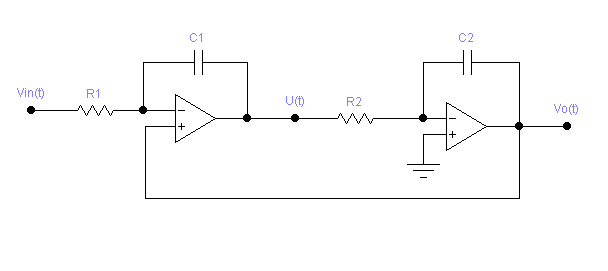 C1
C2
Vin(t)
R1
U(t)
R2
Vo(t)
−
+
−
+